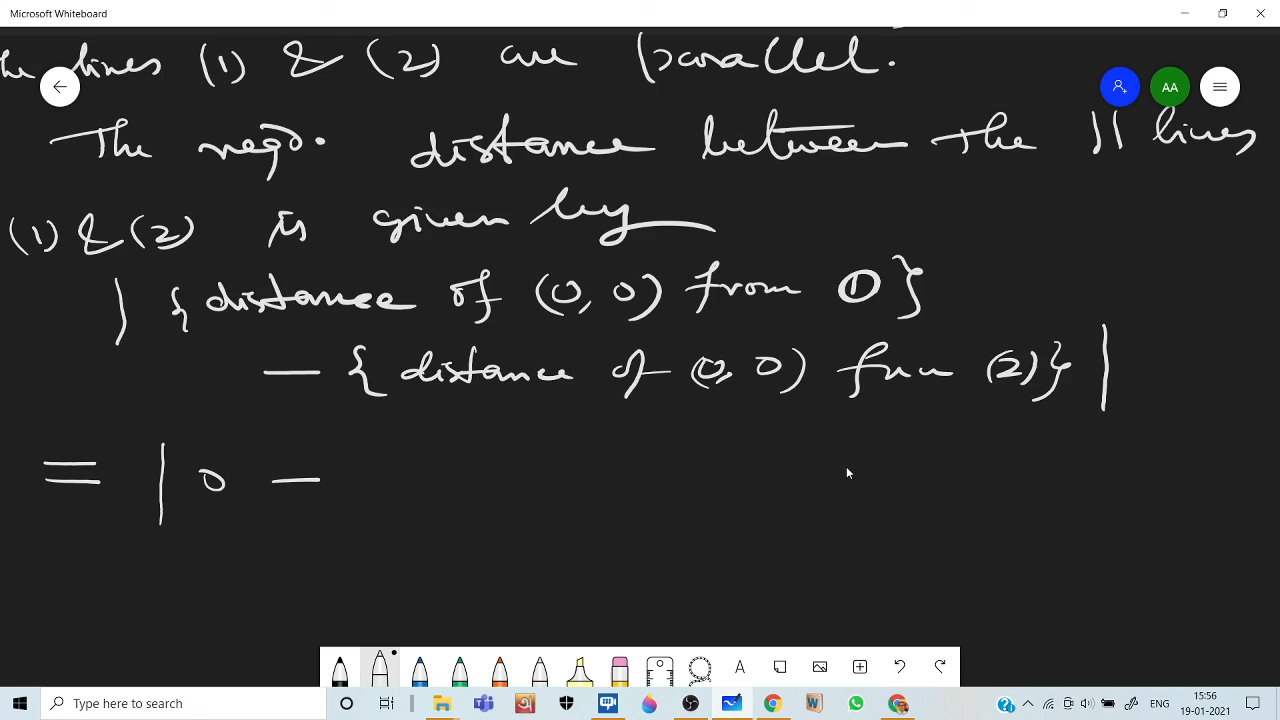 Microsoft Whiteboard
he lines (1) & (2) are parallel.
AA
The reqd. distance between the || lines
(1) & (2) is given by
| { distance of (0, 0) from ① }
— { distance of (0, 0) from (2) } |
= | 0 —
A
Type here to search
ENG
15:56
19-01-2021